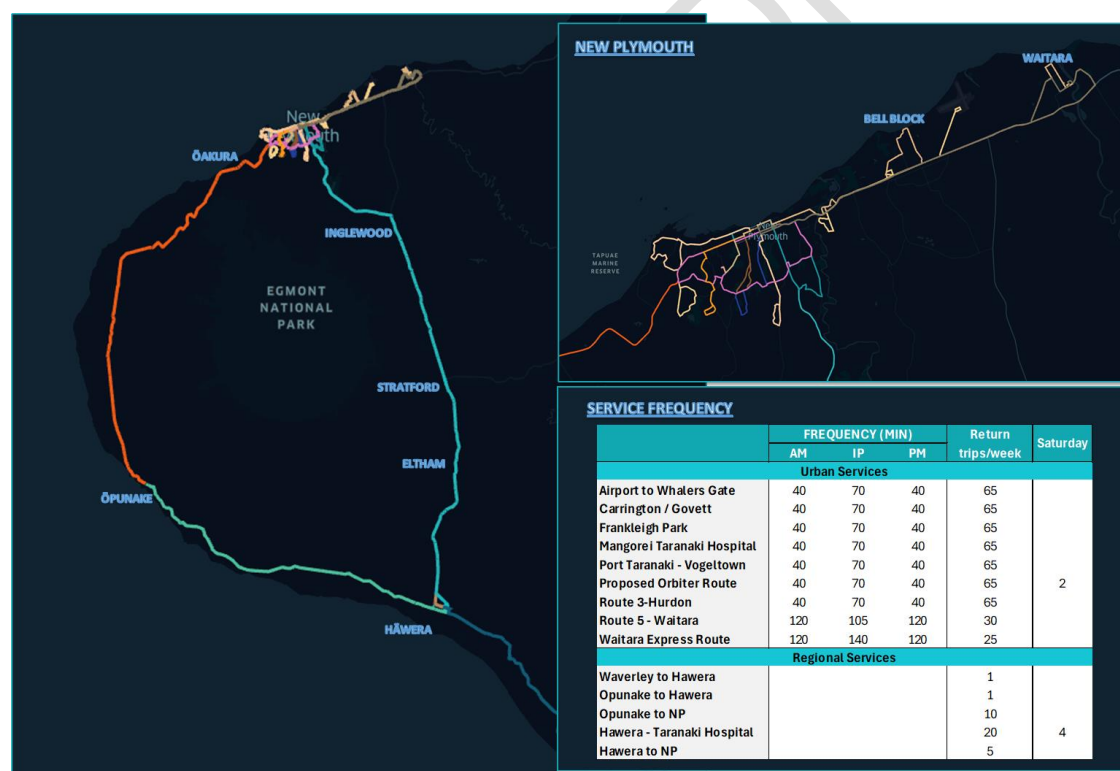 New
Plymouth
ŌAKURA
INGLEWOOD
EGMONT
NATIONAL
PARK
STRATFORD
ELTHAM
ŌPUNAKE
HĀWERA
NEW PLYMOUTH
WAITARA
BELL BLOCK
New
Plymouth
TAPUAE
MARINE
RESERVE
SERVICE FREQUENCY
FREQUENCY (MIN) Return Saturday
AM IP PM trips/week
Urban Services
Airport to Whalers Gate 40 70 40 65
Carrington / Govett 40 70 40 65
Frankleigh Park 40 70 40 65
Mangorei Taranaki Hospital 40 70 40 65
Port Taranaki - Vogeltown 40 70 40 65
Proposed Orbiter Route 40 70 40 65 2
Route 3-Hurdon 40 70 40 65
Route 5 - Waitara 120 105 120 30
Waitara Express Route 120 140 120 25
Regional Services
Waverley to Hawera 1
Opunake to Hawera 1
Opunake to NP 10
Hawera - Taranaki Hospital 20 4
Hawera to NP 5